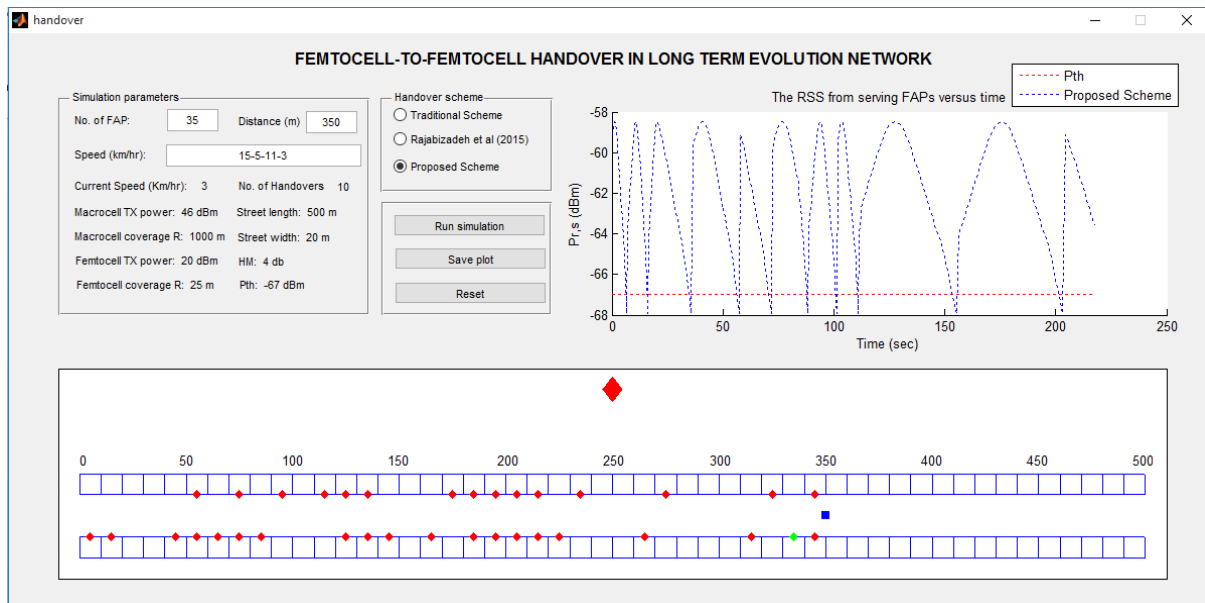 handover
FEMTOCELL-TO-FEMTOCELL HANDOVER IN LONG TERM EVOLUTION NETWORK
Simulation parameters
No. of FAP: 35 Distance (m) 350
Speed (km/hr): 15-5-11-3
Current Speed (Km/hr): 3 No. of Handovers 10
Macrocell TX power: 46 dBm Street length: 500 m
Macrocell coverage R: 1000 m Street width: 20 m
Femtocell TX power: 20 dBm HM: 4 db
Femtocell coverage R: 25 m Pth: -67 dBm
Handover scheme
Traditional Scheme
Rajabizadeh et al (2015)
Proposed Scheme
Run simulation
Save plot
Reset
The RSS from serving FAPs versus time
Pth
Proposed Scheme
Pr,s (dBm)
-58
-60
-62
-64
-66
-68
0 50 100 150 200 250
Time (sec)
0 50 100 150 200 250 300 350 400 450 500